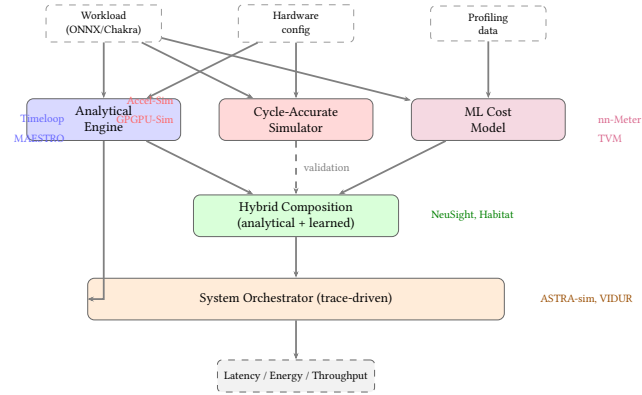 Workload
(ONNX/Chakra)
Hardware
config
Profiling
data
Timeloop
MAESTRO
Analytical
Engine
Accel-Sim
GPGPU-Sim
Cycle-Accurate
Simulator
ML Cost
Model
nn-Meter
TVM
validation
Hybrid Composition
(analytical + learned)
NeuSight, Habitat
System Orchestrator (trace-driven)
ASTRA-sim, VIDUR
Latency / Energy / Throughput